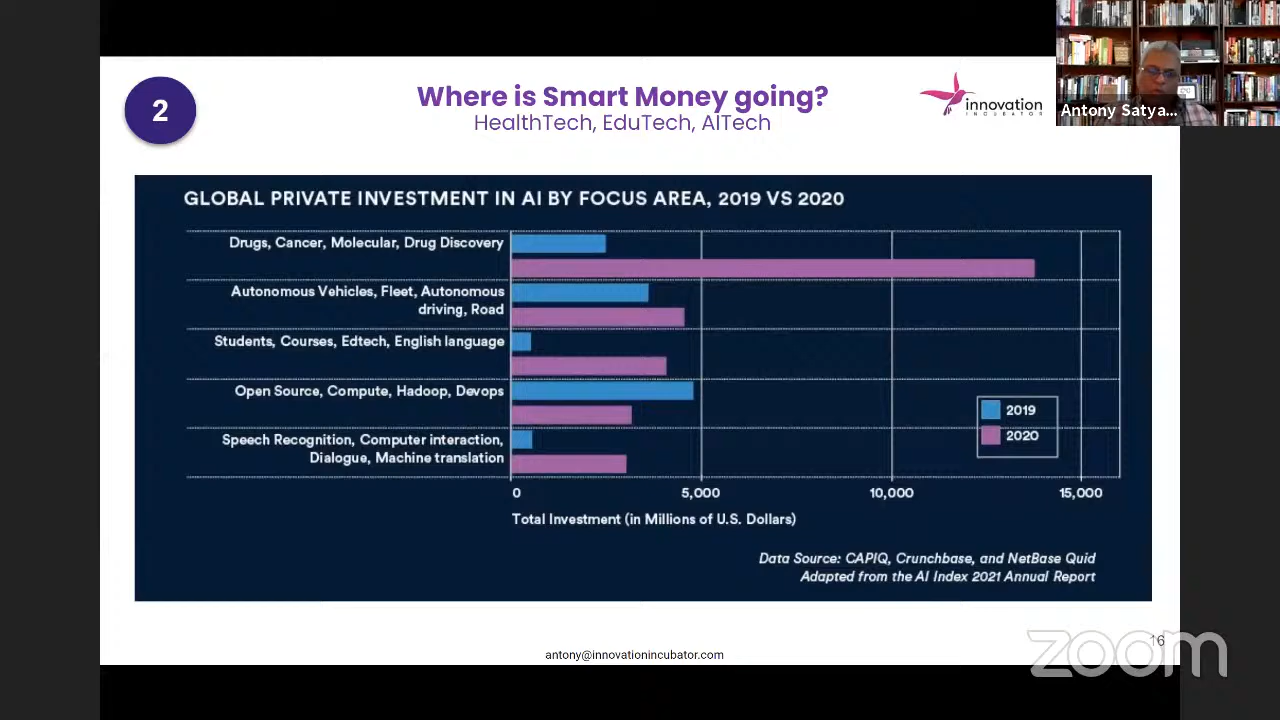 2
Where is Smart Money going?
HealthTech, EduTech, AITech
innovation
INCUBATOR
Antony Satya...
GLOBAL PRIVATE INVESTMENT IN AI BY FOCUS AREA, 2019 VS 2020
Drugs, Cancer, Molecular, Drug Discovery
Autonomous Vehicles, Fleet, Autonomous
driving, Road
Students, Courses, Edtech, English language
Open Source, Compute, Hadoop, Devops
Speech Recognition, Computer interaction,
Dialogue, Machine translation
2019
2020
0 5,000 10,000 15,000
Total Investment (in Millions of U.S. Dollars)
Data Source: CAPIQ, Crunchbase, and NetBase Quid
Adapted from the AI Index 2021 Annual Report
16
zoom
antony@innovationincubator.com